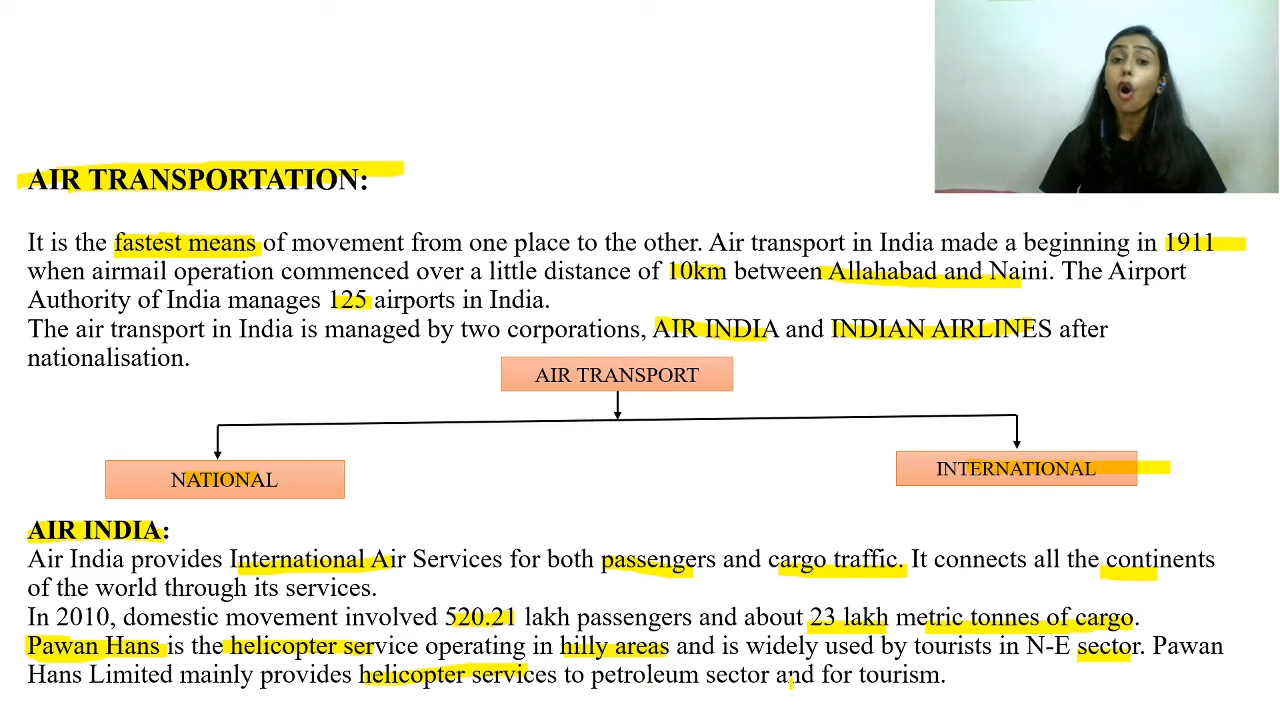 AIR TRANSPORTATION:
It is the fastest means of movement from one place to the other. Air transport in India made a beginning in 1911
when airmail operation commenced over a little distance of 10km between Allahabad and Naini. The Airport
Authority of India manages 125 airports in India.
The air transport in India is managed by two corporations, AIR INDIA and INDIAN AIRLINES after
nationalisation.
AIR TRANSPORT
NATIONAL
INTERNATIONAL
AIR INDIA:
Air India provides International Air Services for both passengers and cargo traffic. It connects all the continents
of the world through its services.
In 2010, domestic movement involved 520.21 lakh passengers and about 23 lakh metric tonnes of cargo.
Pawan Hans is the helicopter service operating in hilly areas and is widely used by tourists in N-E sector. Pawan
Hans Limited mainly provides helicopter services to petroleum sector and for tourism.